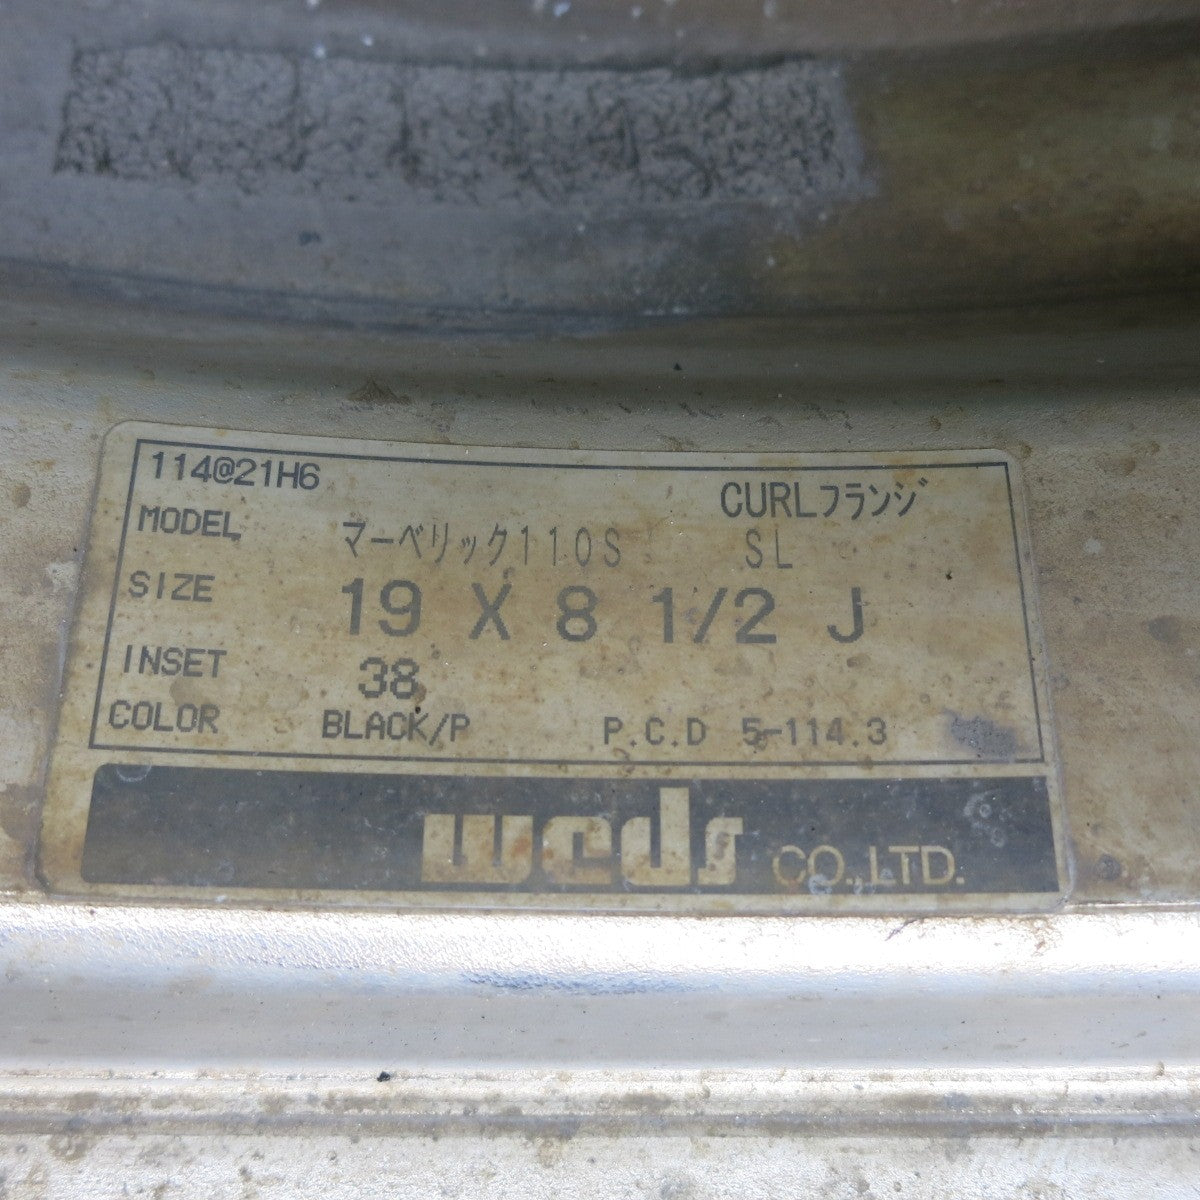 114@21H6
CURLフランジ
MODEL マーベリック110S SL
SIZE 19 X 8 1/2 J
INSET 38
COLOR BLACK/P P.C.D 5-114.3
weds CO.,LTD.